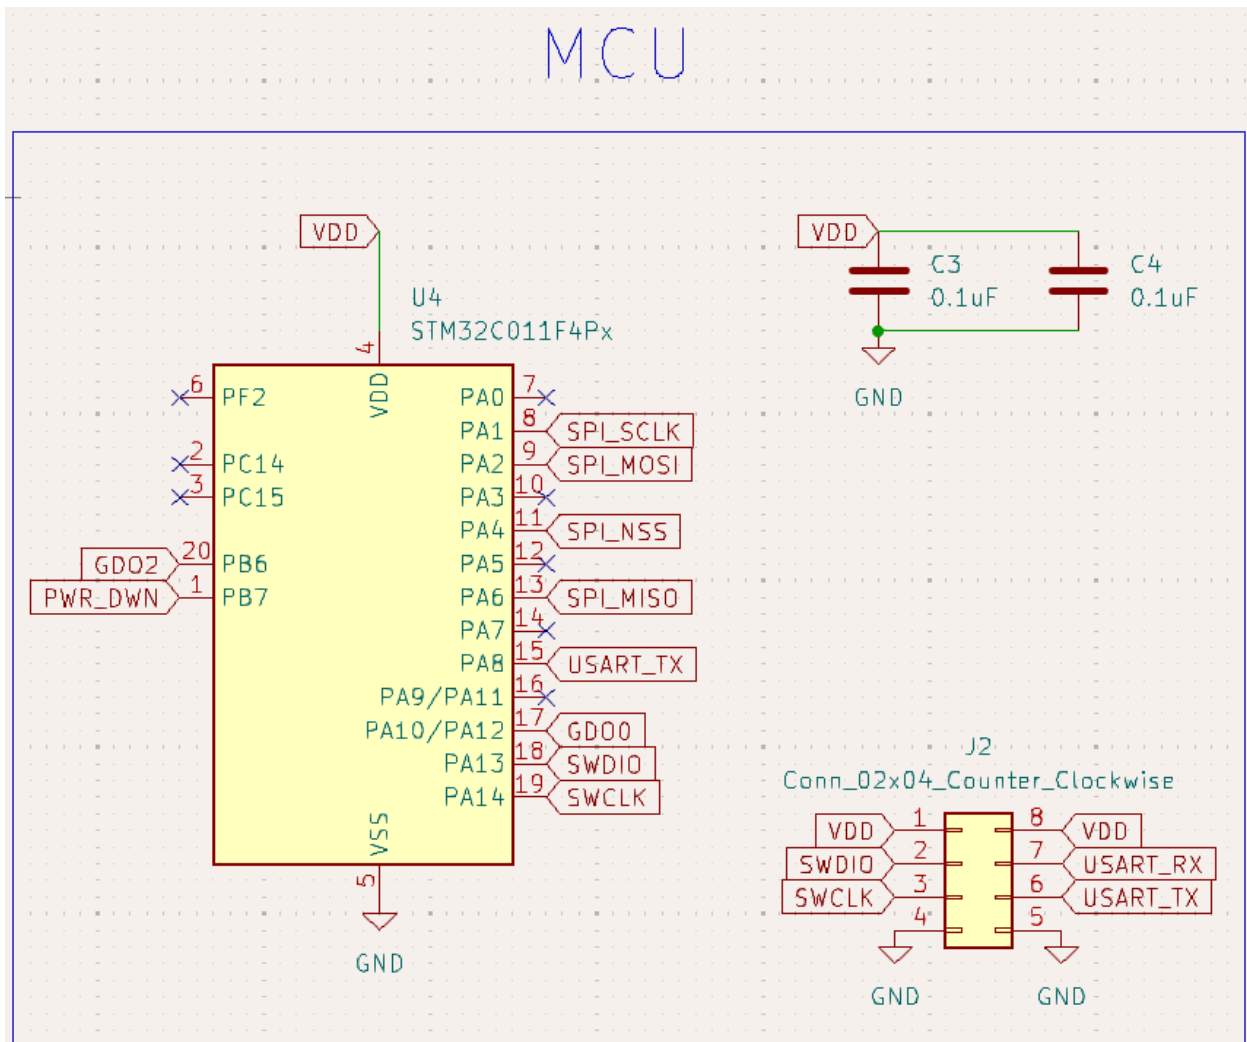 MCU
VDD
U4
STM32C011F4Px
4
VDD
6 PF2
2 PC14
3 PC15
GDO2 20 PB6
PWR_DWN 1 PB7
PA0 7
PA1 8 SPI_SCLK
PA2 9 SPI_MOSI
PA3 10
PA4 11 SPI_NSS
PA5 12
PA6 13 SPI_MISO
PA7 14
PA8 15 USART_TX
PA9/PA11 16
PA10/PA12 17 GDO0
PA13 18 SWDIO
PA14 19 SWCLK
VSS
5
GND
VDD
C3
0.1uF
C4
0.1uF
GND
J2
Conn_02x04_Counter_Clockwise
VDD 1 8 VDD
SWDIO 2 7 USART_RX
SWCLK 3 6 USART_TX
4 5
GND GND